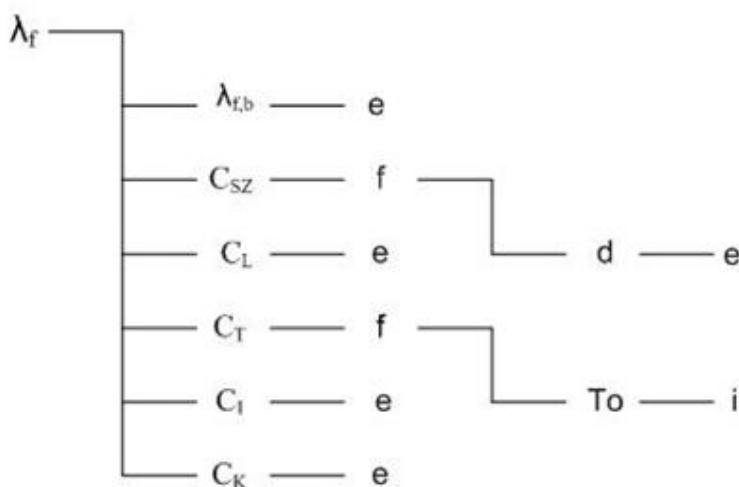 λf
λf,b e
CSZ f
CL e d e
CT f
CI e To i
CK e